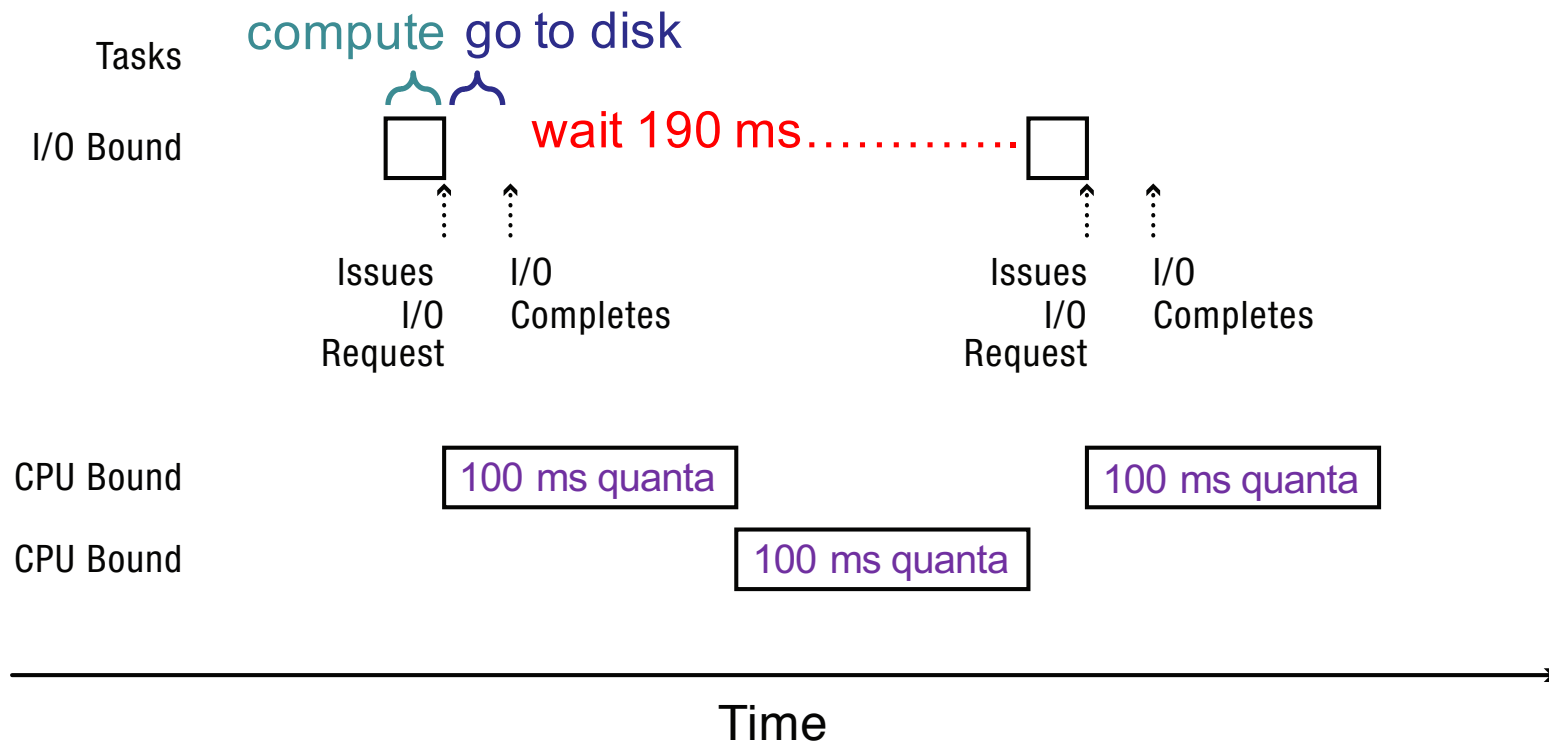 compute go to disk
Tasks
I/O Bound
wait 190 ms.............
Issues
I/O
Request
I/O
Completes
Issues
I/O
Request
I/O
Completes
CPU Bound
100 ms quanta
100 ms quanta
CPU Bound
100 ms quanta
Time